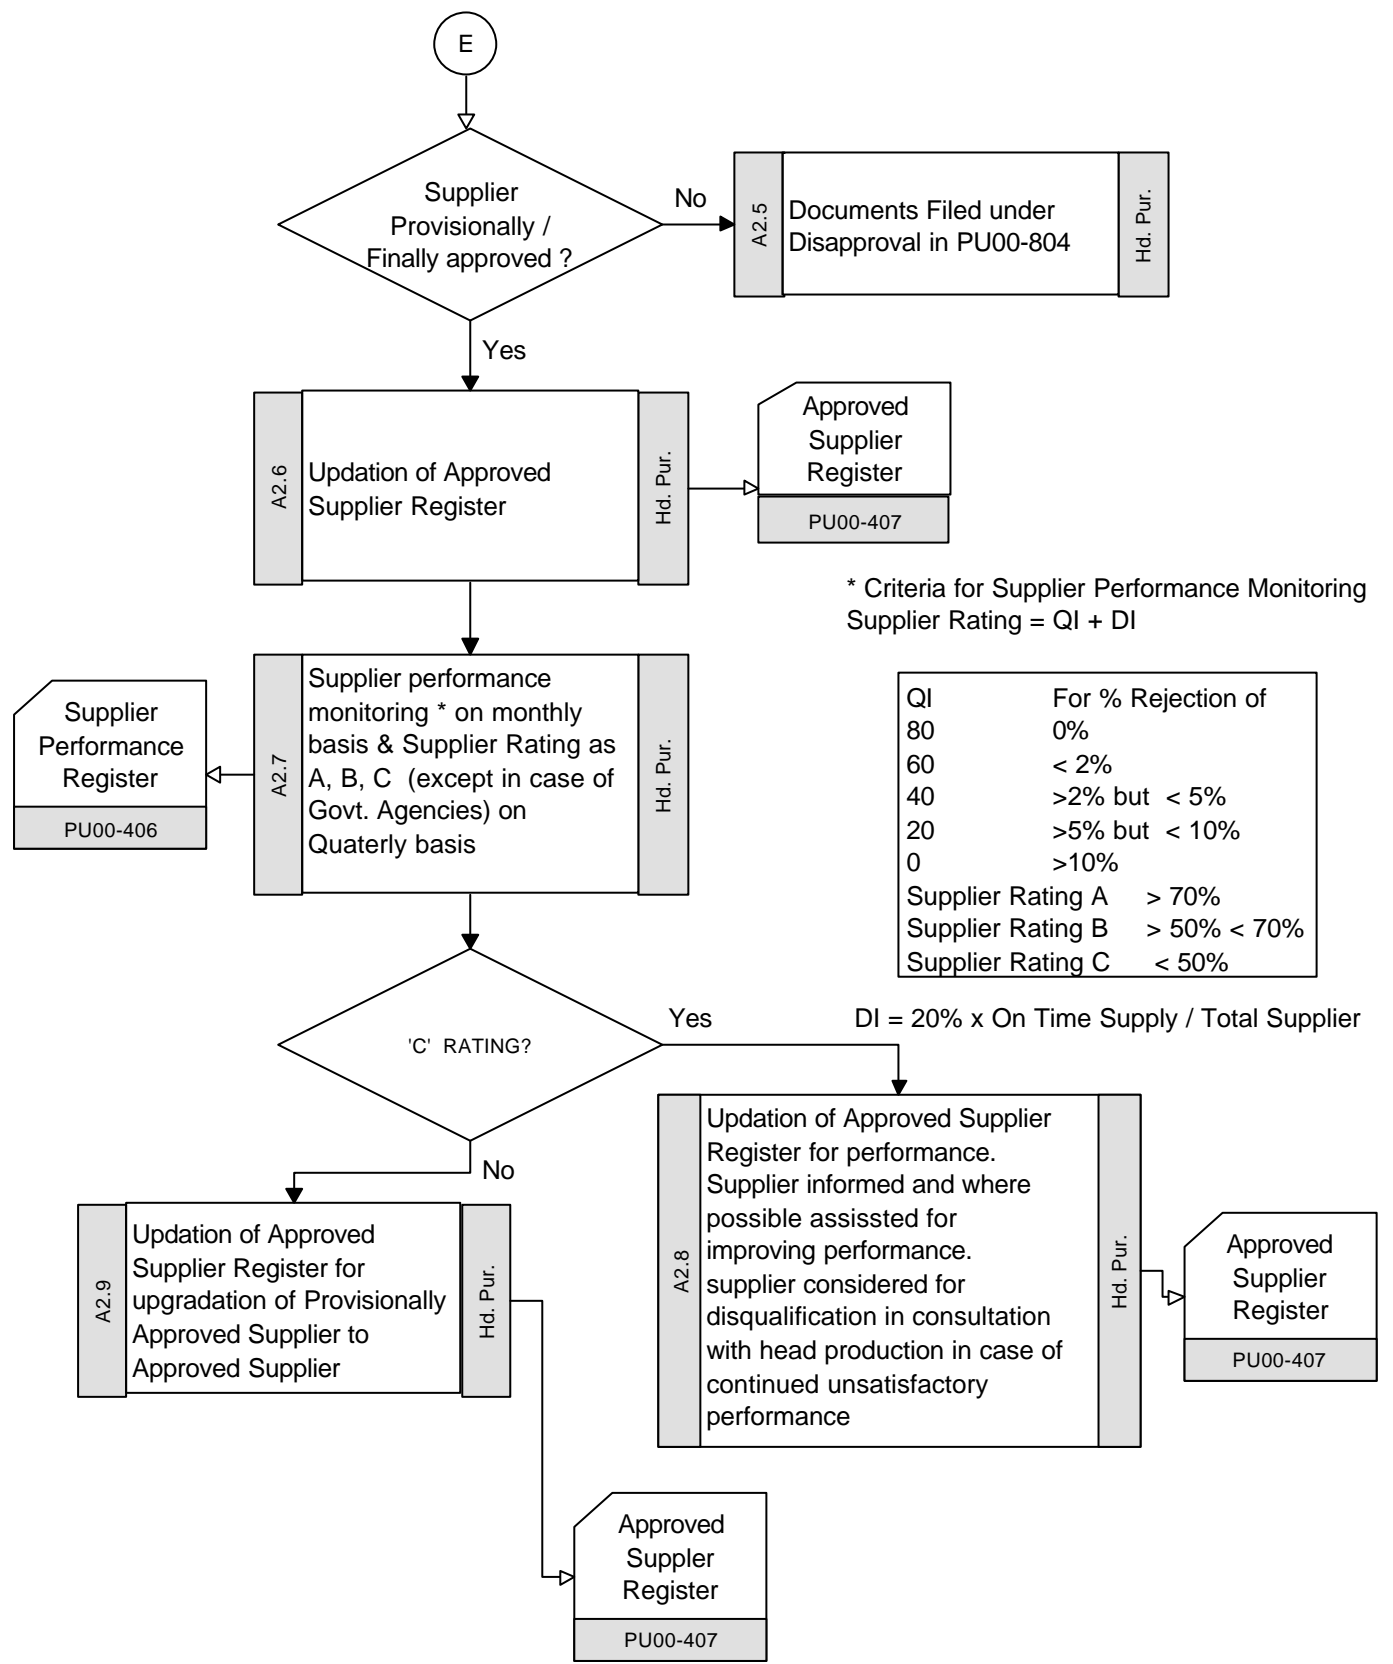 E
Supplier
Provisionally /
Finally approved ?
No
A2.5
Documents Filed under
Disapproval in PU00-804
Hd. Pur.
Yes
A2.6
Updation of Approved
Supplier Register
Hd. Pur.
Approved
Supplier
Register
PU00-407
* Criteria for Supplier Performance Monitoring
Supplier Rating = QI + DI
Supplier
Performance
Register
PU00-406
A2.7
Supplier performance
monitoring * on monthly
basis & Supplier Rating as
A, B, C (except in case of
Govt. Agencies) on
Quaterly basis
Hd. Pur.
QI For % Rejection of
80 0%
60 < 2%
40 >2% but < 5%
20 >5% but < 10%
0 >10%
Supplier Rating A > 70%
Supplier Rating B > 50% < 70%
Supplier Rating C < 50%
DI = 20% x On Time Supply / Total Supplier
'C' RATING?
Yes
No
A2.9
Updation of Approved
Supplier Register for
upgradation of Provisionally
Approved Supplier to
Approved Supplier
Hd. Pur.
A2.8
Updation of Approved Supplier
Register for performance.
Supplier informed and where
possible assissted for
improving performance.
supplier considered for
disqualification in consultation
with head production in case of
continued unsatisfactory
performance
Hd. Pur.
Approved
Supplier
Register
PU00-407
Approved
Suppler
Register
PU00-407